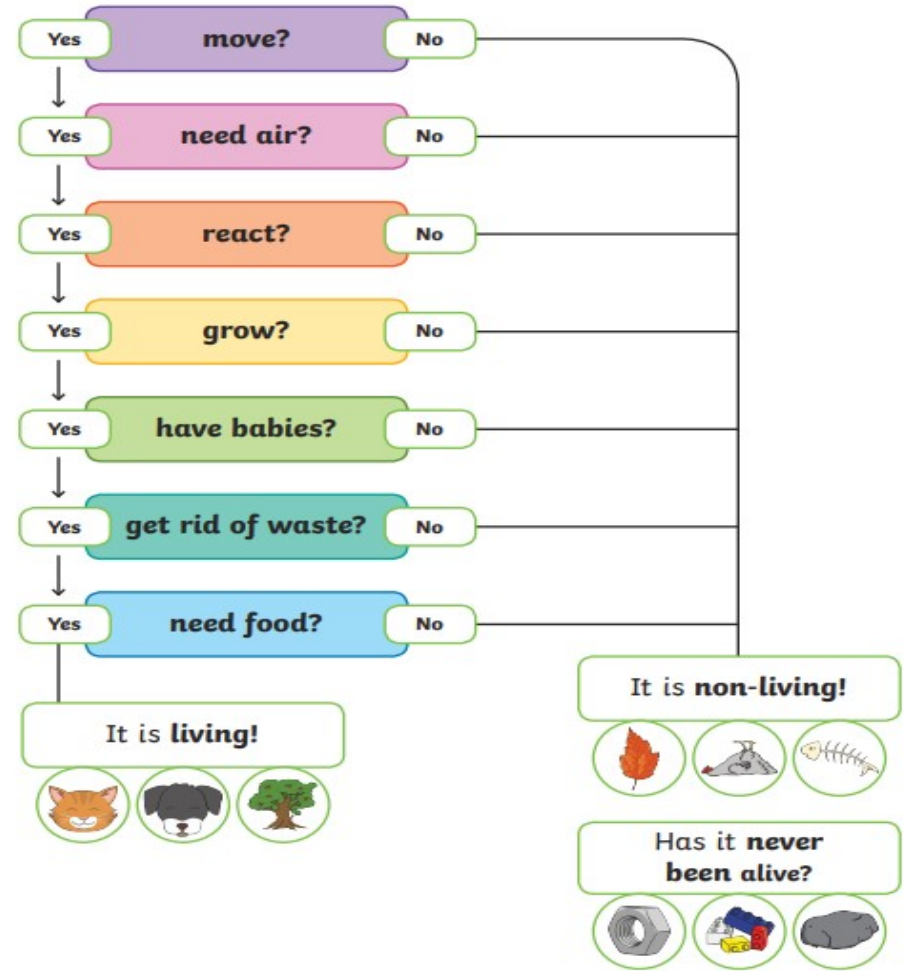 Yes move? No
Yes need air? No
Yes react? No
Yes grow? No
Yes have babies? No
Yes get rid of waste? No
Yes need food? No
It is non-living!
It is living!
Has it never
been alive?